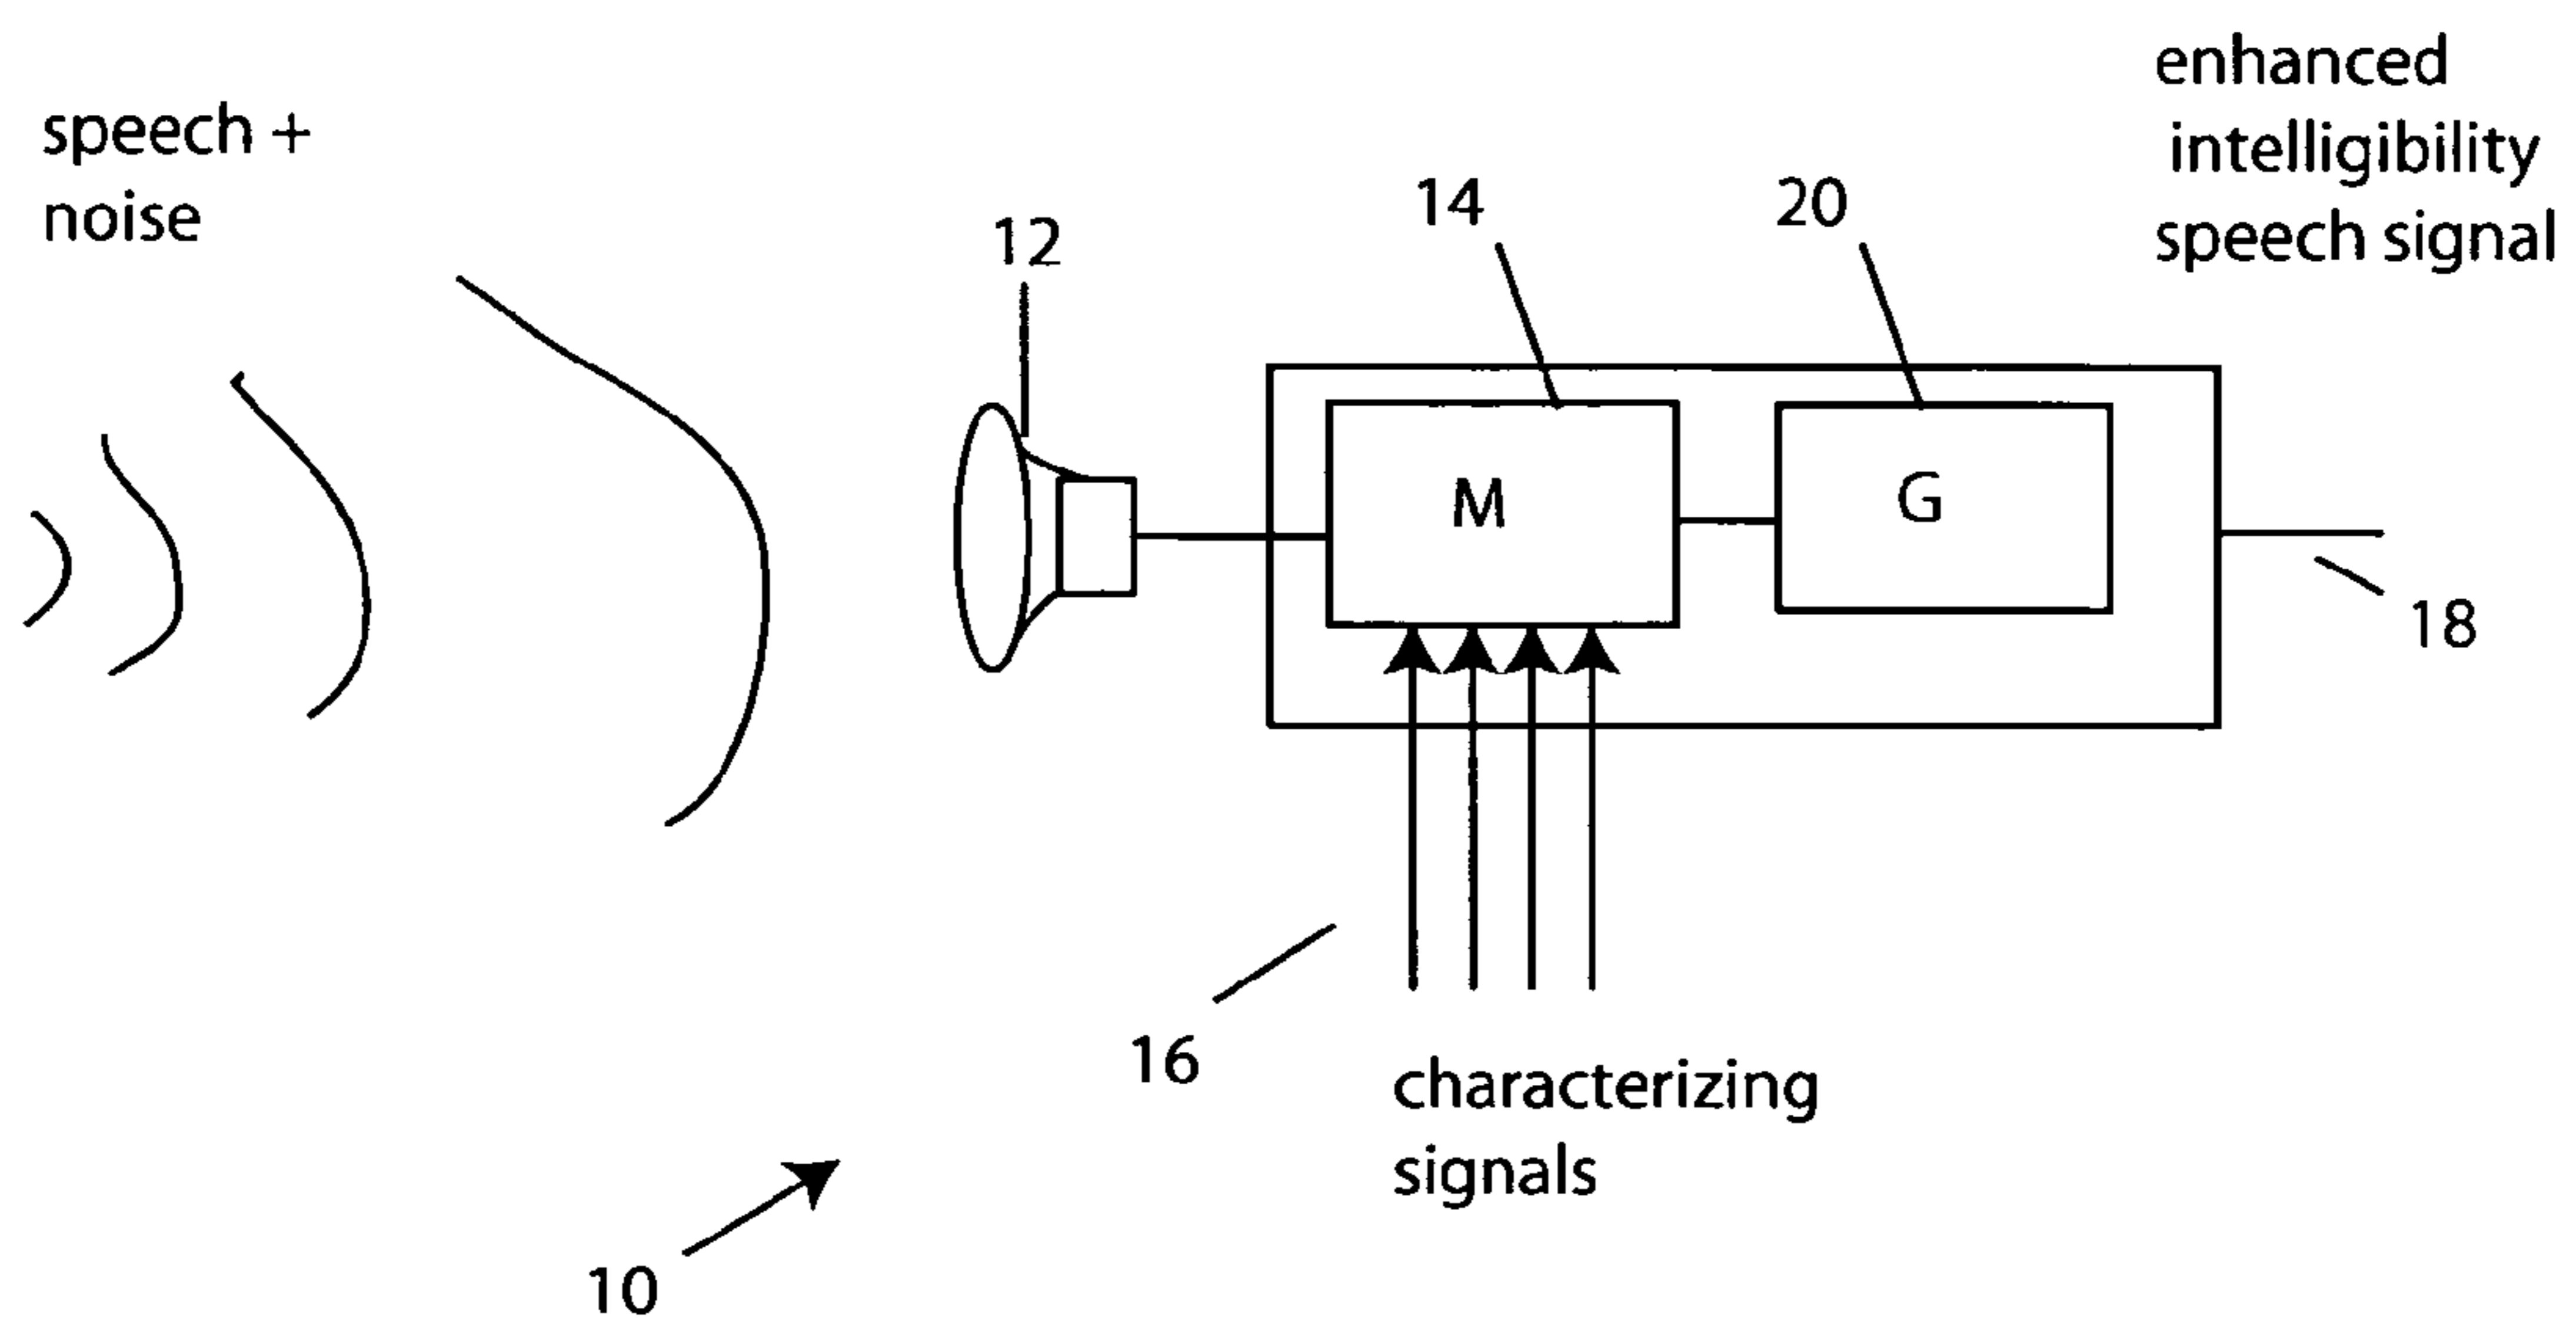 speech +
noise
12
14
20
enhanced
intelligibility
speech signal
M
G
18
16
characterizing
signals
10